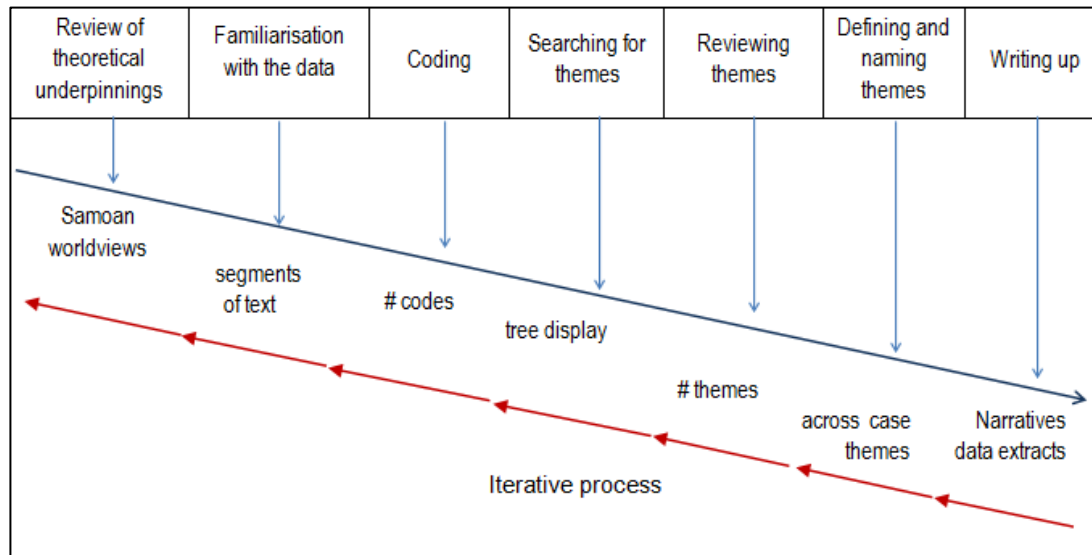 Review of
theoretical
underpinnings
Familiarisation
with the data
Coding
Searching for
themes
Reviewing
themes
Defining and
naming
themes
Writing up
Samoan
worldviews
segments
of text
# codes
tree display
# themes
across case
themes
Narratives
data extracts
Iterative process